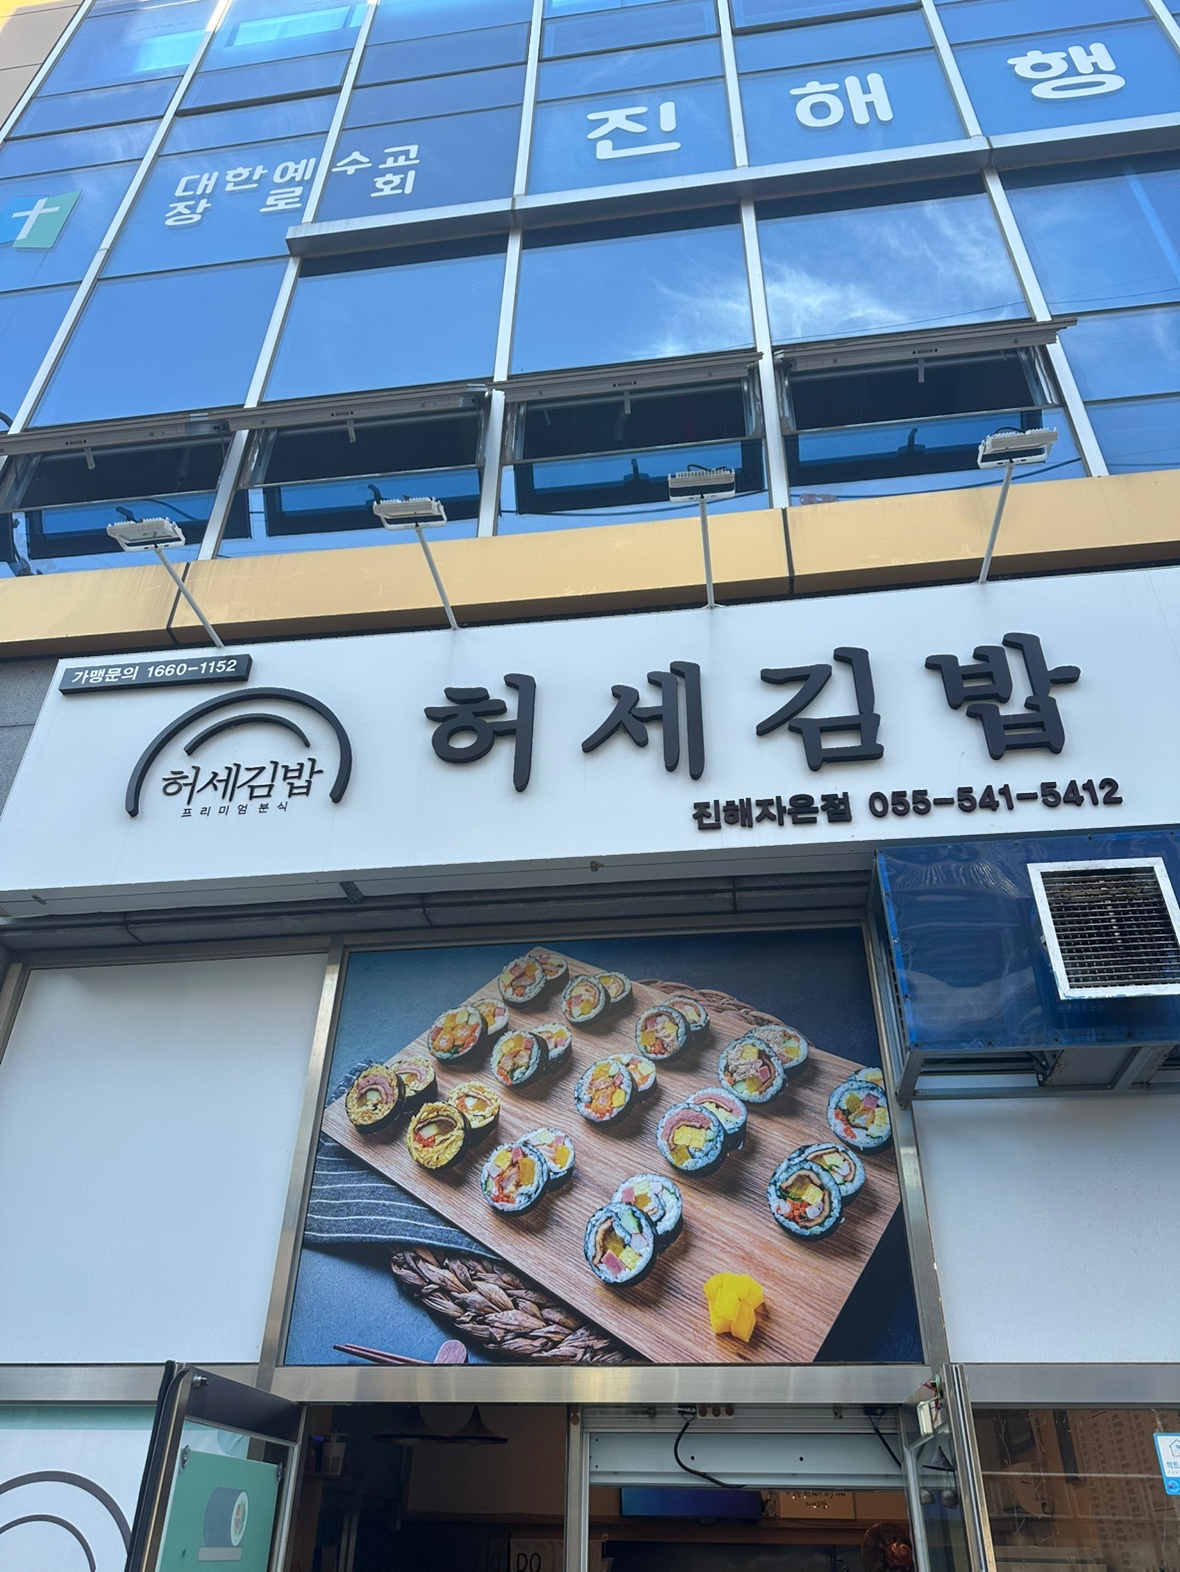 진해행
대한예수교
장로회
가맹문의 1660-1152
허세김밥
프리미엄분식
허세김밥
진해자은점 055-541-5412
DO